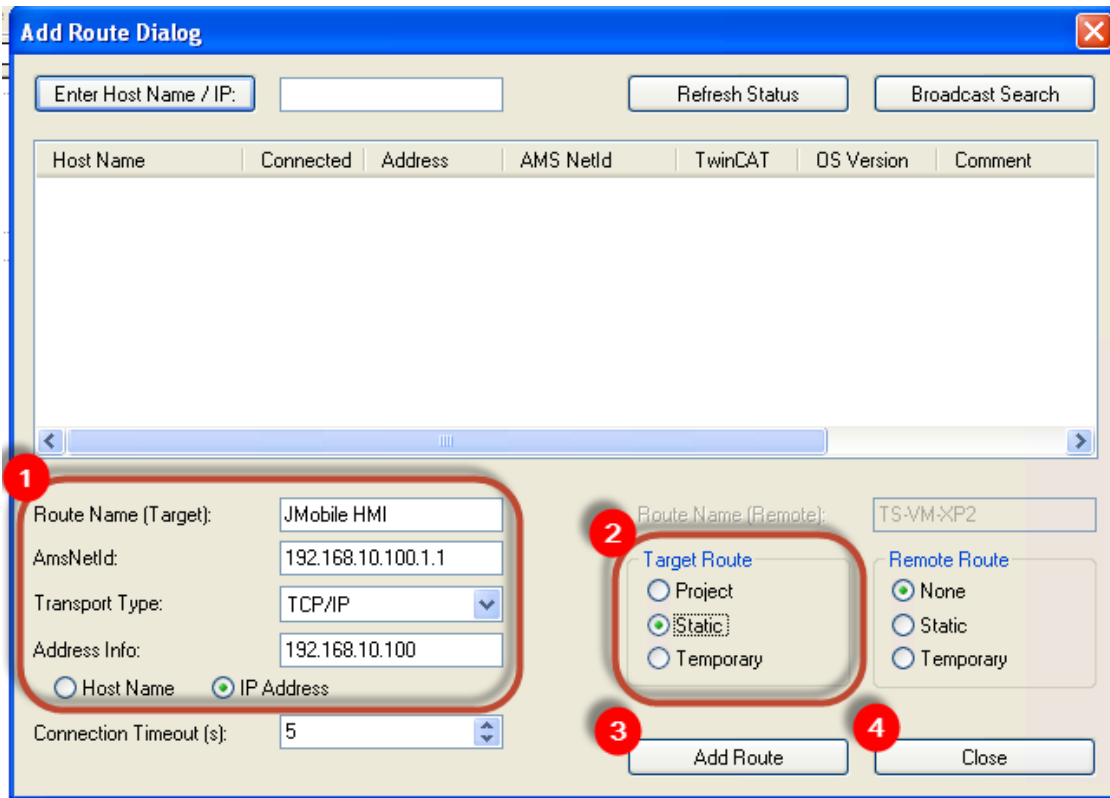 Add Route Dialog
Enter Host Name / IP:
Refresh Status
Broadcast Search
Host Name Connected Address AMS NetId TwinCAT OS Version Comment
1
Route Name (Target): JMobile HMI
AmsNetId: 192.168.10.100.1.1
Transport Type: TCP/IP
Address Info: 192.168.10.100
Host Name IP Address
Connection Timeout (s): 5
Route Name (Remote): TS-VM-XP2
2
Target Route
Project
Static
Temporary
Remote Route
None
Static
Temporary
3
Add Route
4
Close